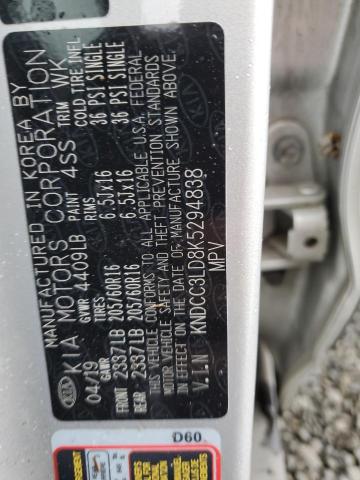 MANUFACTURED IN KOREA BY
KIA MOTORS CORPORATION
04/19 GVWR 4409LB PAINT 4SS TRIM WK
GAWR TIRES RIMS COLD TIRE INFL.
FRONT 2337LB 205/60R16 6.5Jx16 36 PSI SINGLE
REAR 2337LB 205/60R16 6.5Jx16 36 PSI SINGLE
THIS VEHICLE CONFORMS TO ALL APPLICABLE U.S.A. FEDERAL
MOTOR VEHICLE SAFETY AND THEFT PREVENTION STANDARDS
IN EFFECT ON THE DATE OF MANUFACTURE SHOWN ABOVE.
V.I.N KNDCC3LD8K5294838
MPV
KIA
D60